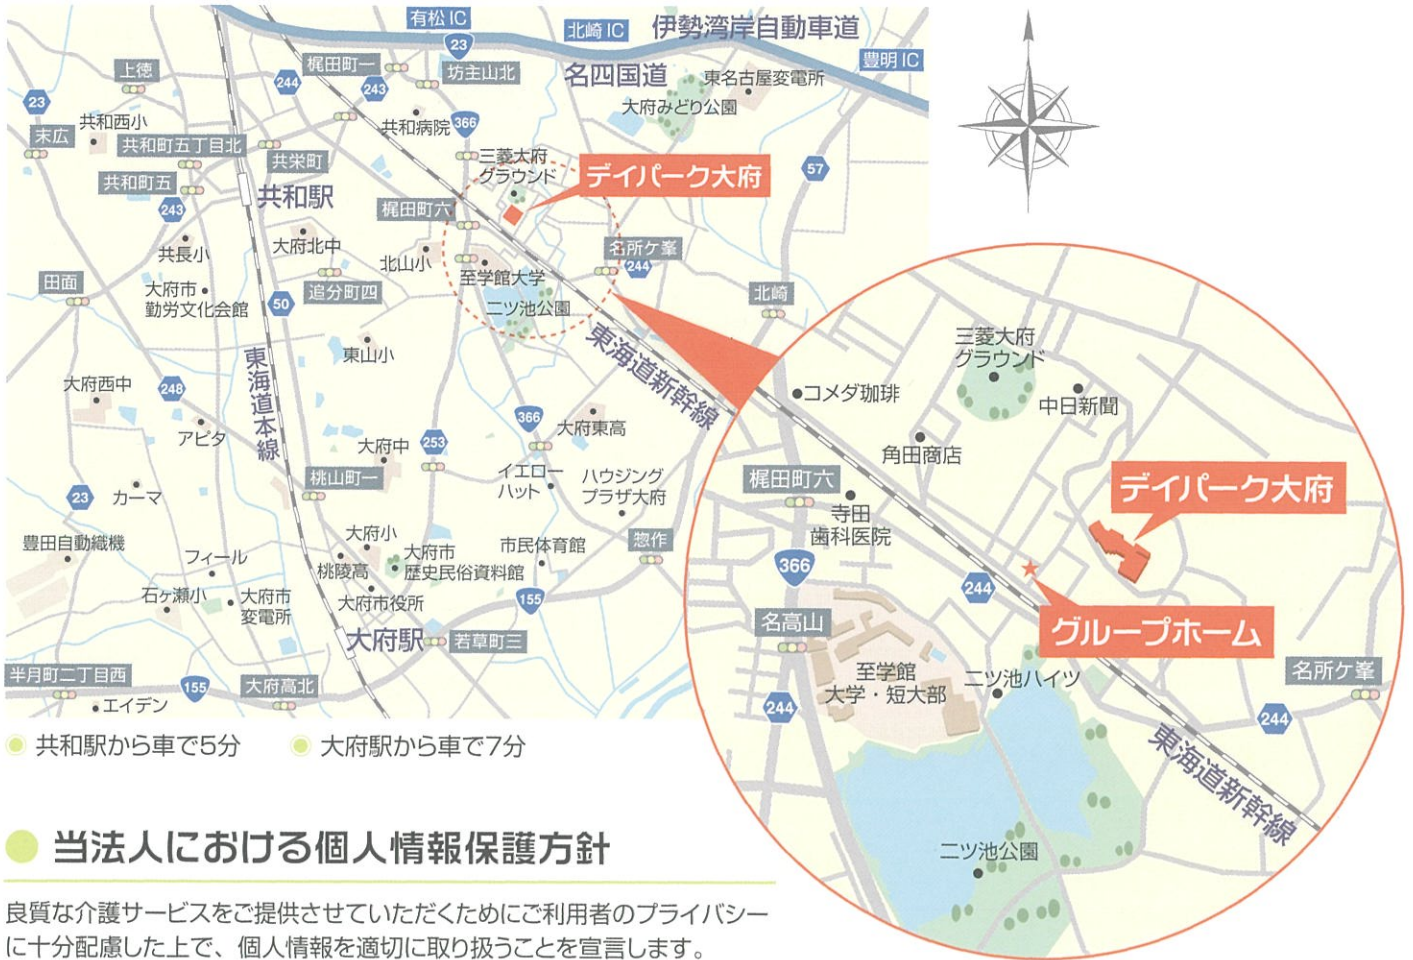 有松IC
23
北崎IC
伊勢湾岸自動車道
豊明IC
名四国道
梶田町一
坊主山北
上徳
244
243
東名古屋変電所
大府みどり公園
23
共和西小
末広
共和町五丁目北
共和病院
366
共栄町
三菱大府
グラウンド
デイパーク大府
57
共和町五
共和駅
243
梶田町六
共長小
大府北中
北山小
至学館大学
名所ケ峯
244
田面
大府市
勤労文化会館
追分町四
50
二ツ池公園
北崎
東海道本線
東山小
東海道新幹線
大府西中
248
アピタ
366
大府東高
大府中
253
桃山町一
イエロー
ハット
ハウジング
プラザ大府
23
カーマ
豊田自動織機
フィール
大府小
桃陵高
大府市
歴史民俗資料館
市民体育館
惣作
石ヶ瀬小
大府市
変電所
大府市役所
155
大府駅
若草町三
半月町二丁目西
155
大府高北
エイデン
三菱大府
グラウンド
コメダ珈琲
中日新聞
角田商店
梶田町六
デイパーク大府
寺田
歯科医院
366
244
名高山
グループホーム
至学館
大学・短大部
二ツ池ハイツ
名所ケ峯
244
244
東海道新幹線
二ツ池公園
共和駅から車で5分
大府駅から車で7分
当法人における個人情報保護方針
良質な介護サービスをご提供させていただくためにご利用者のプライバシー
に十分配慮した上で、個人情報を適切に取り扱うことを宣言します。